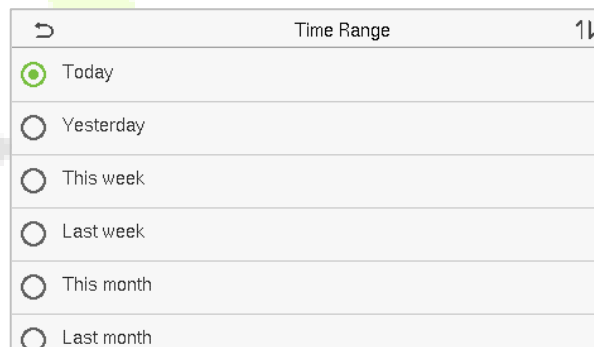 Time Range
Today
Yesterday
This week
Last week
This month
Last month